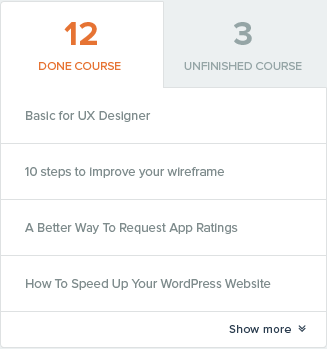 12
DONE COURSE
3
UNFINISHED COURSE
Basic for UX Designer
10 steps to improve your wireframe
A Better Way To Request App Ratings
How To Speed Up Your WordPress Website
Show more